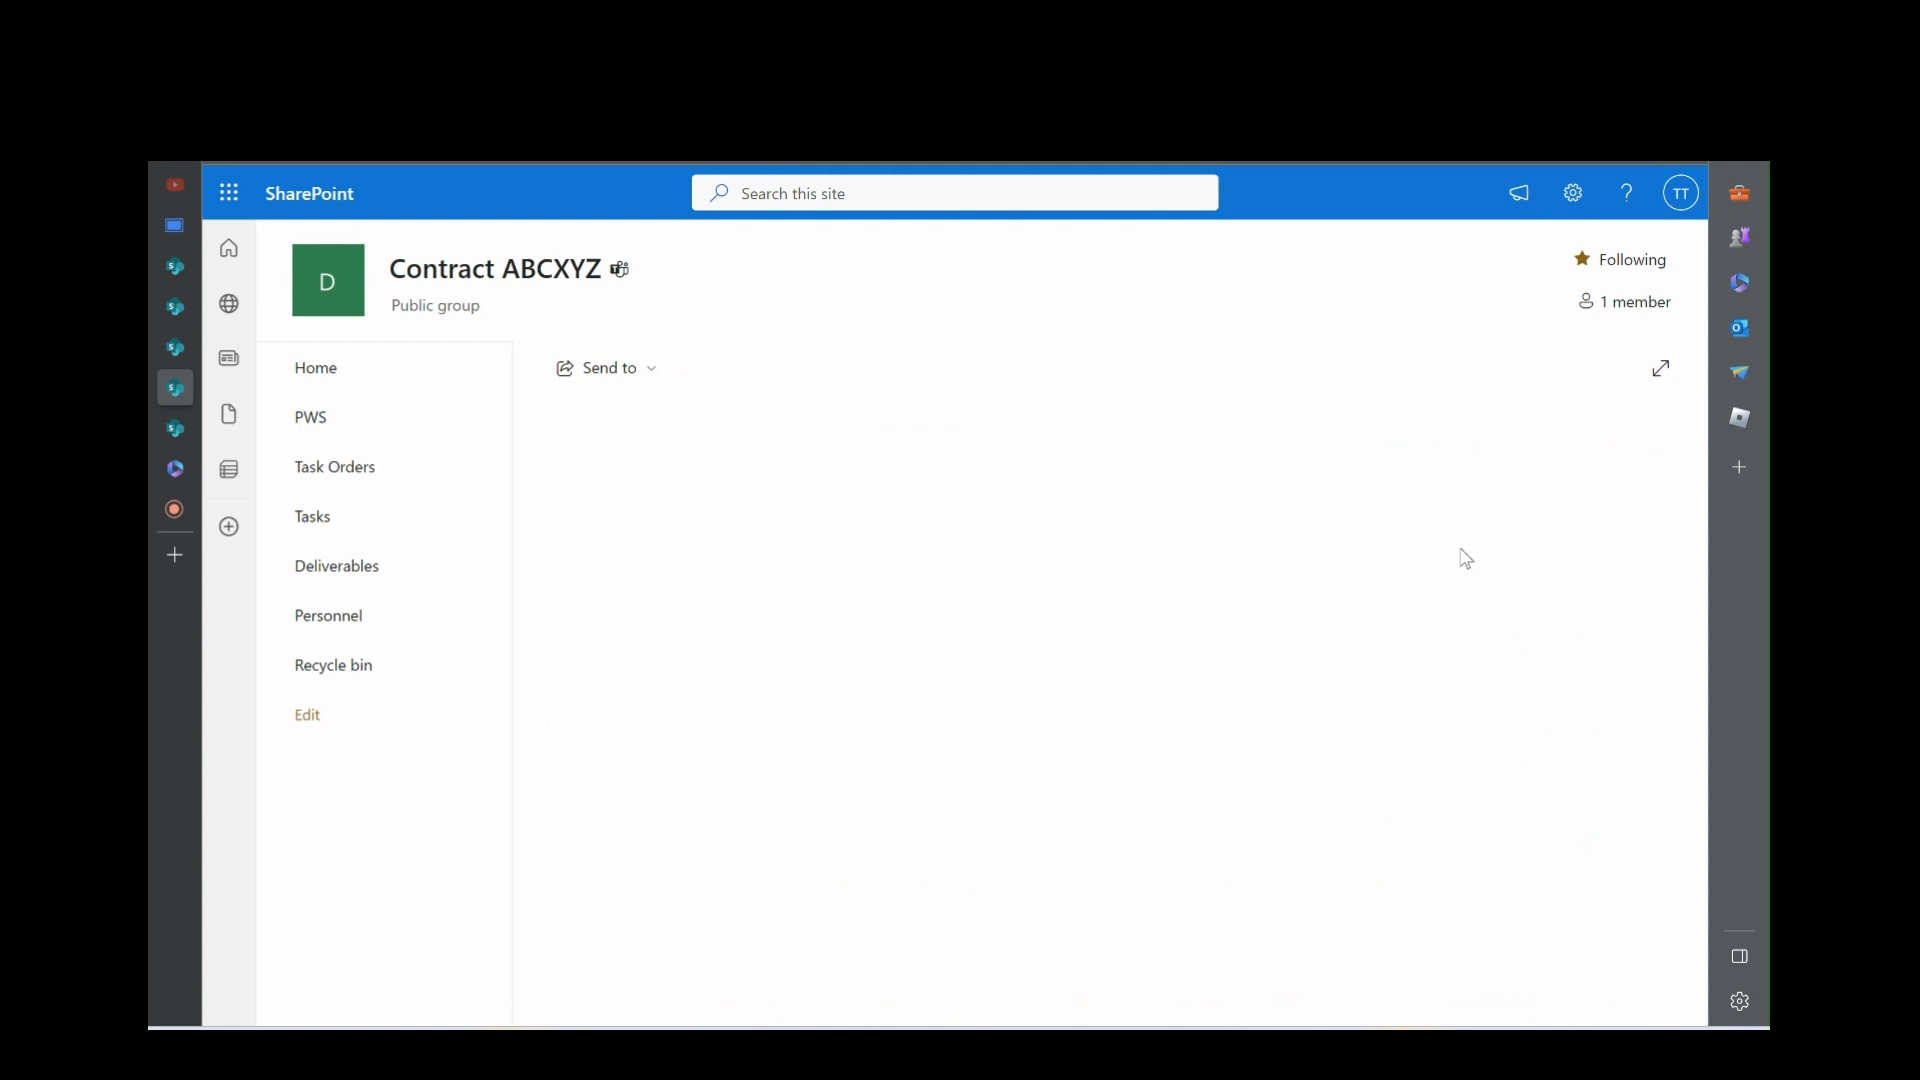 SharePoint
Search this site
TT
D
Contract ABCXYZ
Public group
Following
1 member
Home
PWS
Task Orders
Tasks
Deliverables
Personnel
Recycle bin
Edit
Send to